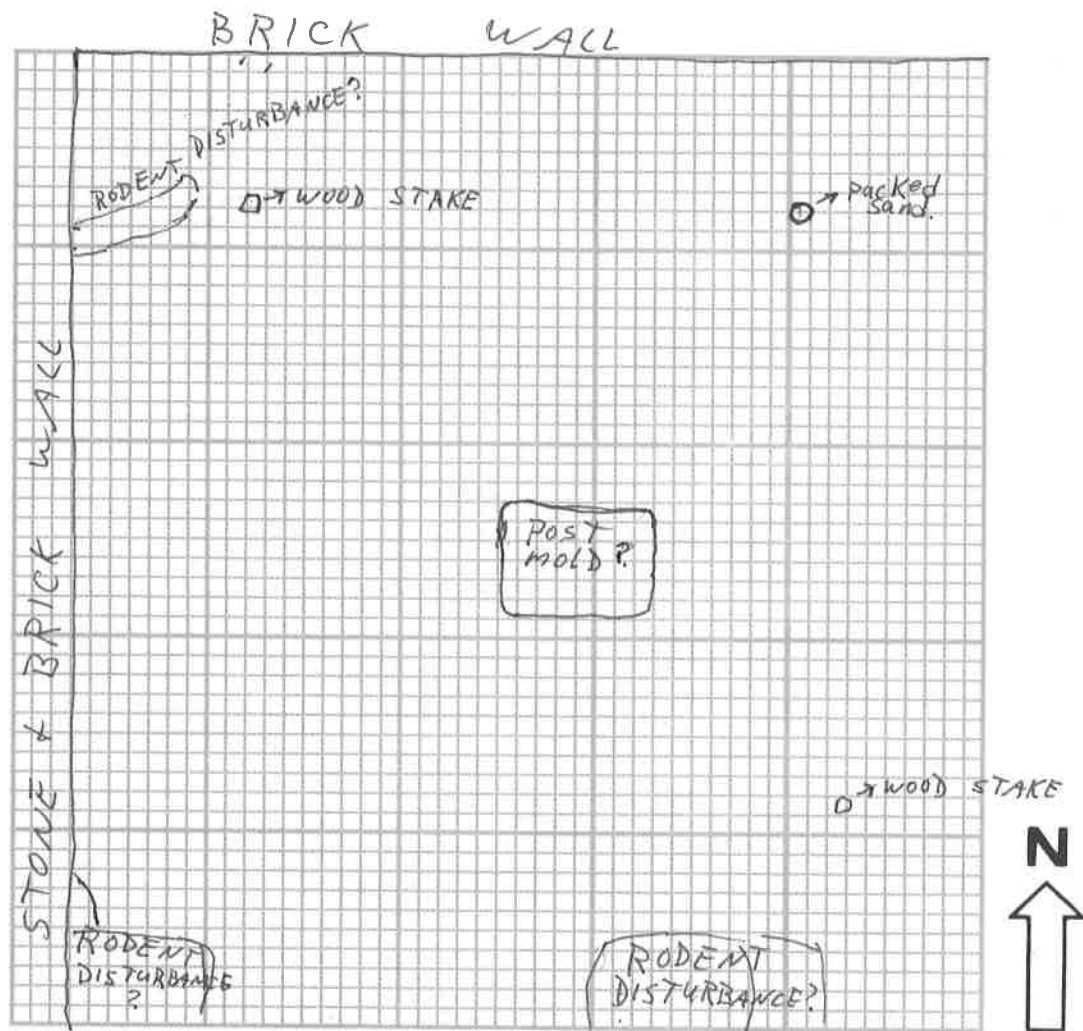 BRICK WALL
RODENT DISTURBANCE?
WOOD STAKE
packed
sand.
STONE & BRICK WALL
POST
MOLD?
WOOD STAKE
N
RODENT
DISTURBANCE
?
RODENT
DISTURBANCE?